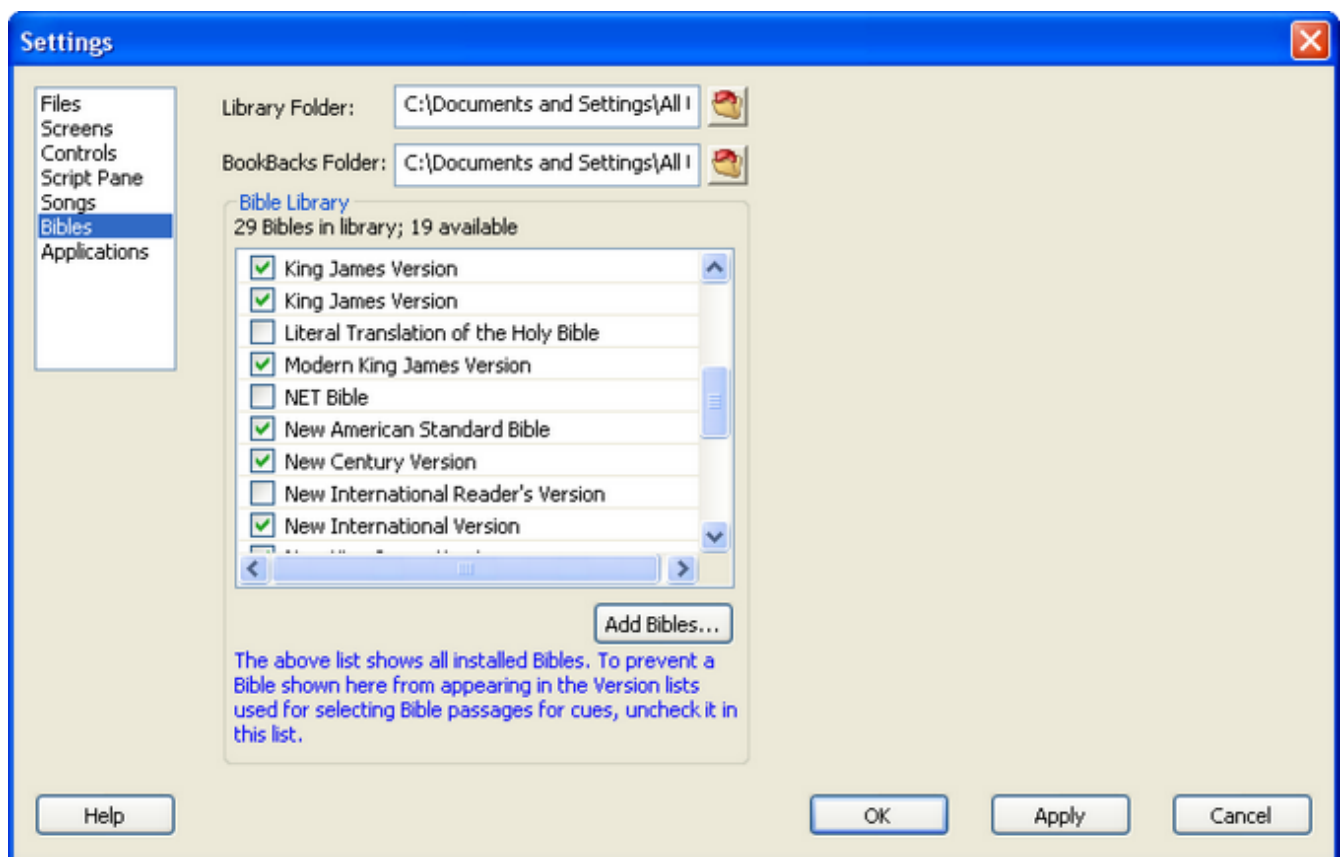 Settings
Files
Screens
Controls
Script Pane
Songs
Bibles
Applications
Library Folder: C:\Documents and Settings\All
BookBacks Folder: C:\Documents and Settings\All
Bible Library
29 Bibles in library; 19 available
King James Version
King James Version
Literal Translation of the Holy Bible
Modern King James Version
NET Bible
New American Standard Bible
New Century Version
New International Reader's Version
New International Version
Add Bibles...
The above list shows all installed Bibles. To prevent a
Bible shown here from appearing in the Version lists
used for selecting Bible passages for cues, uncheck it in
this list.
Help
OK
Apply
Cancel